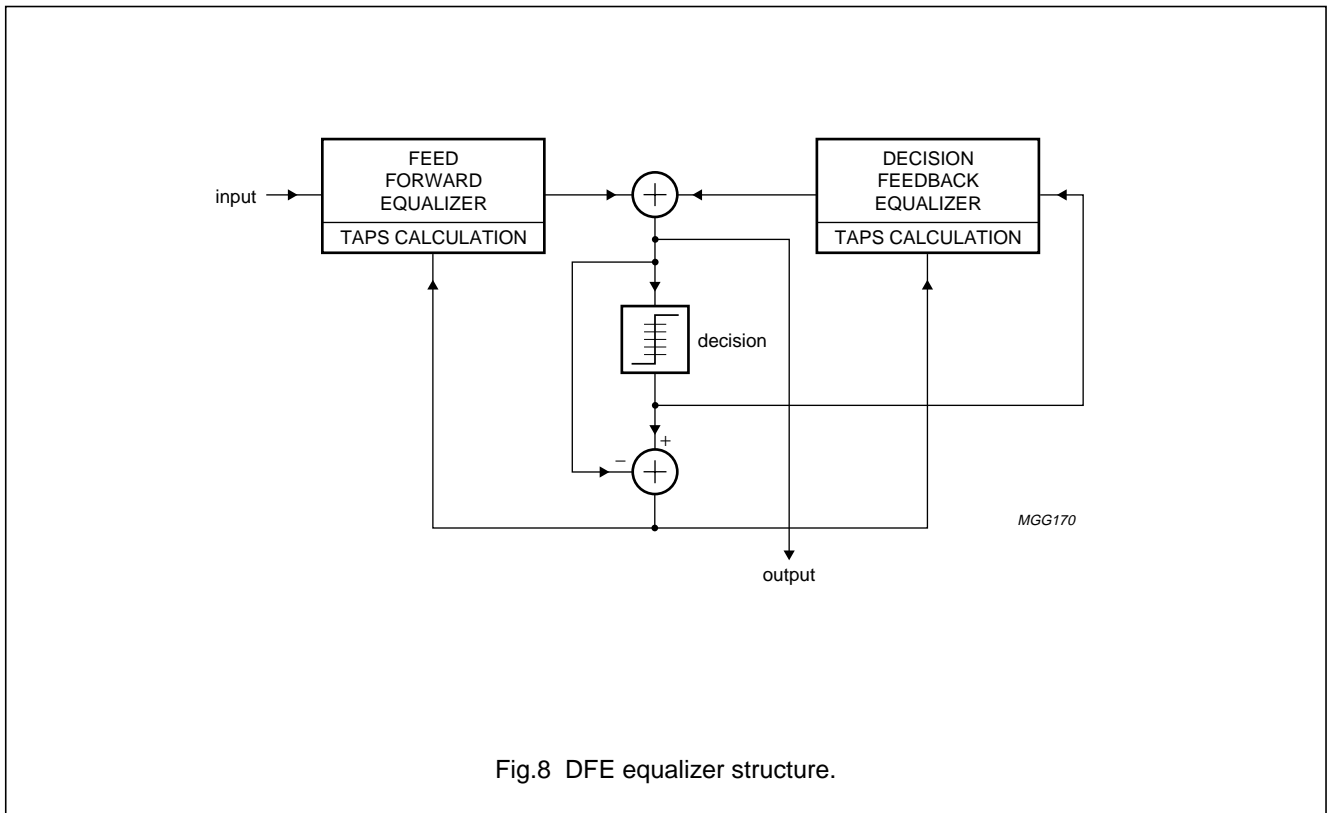 FEED
FORWARD
EQUALIZER
TAPS CALCULATION
input
DECISION
FEEDBACK
EQUALIZER
TAPS CALCULATION
decision
+
−
MGG170
output
Fig.8 DFE equalizer structure.